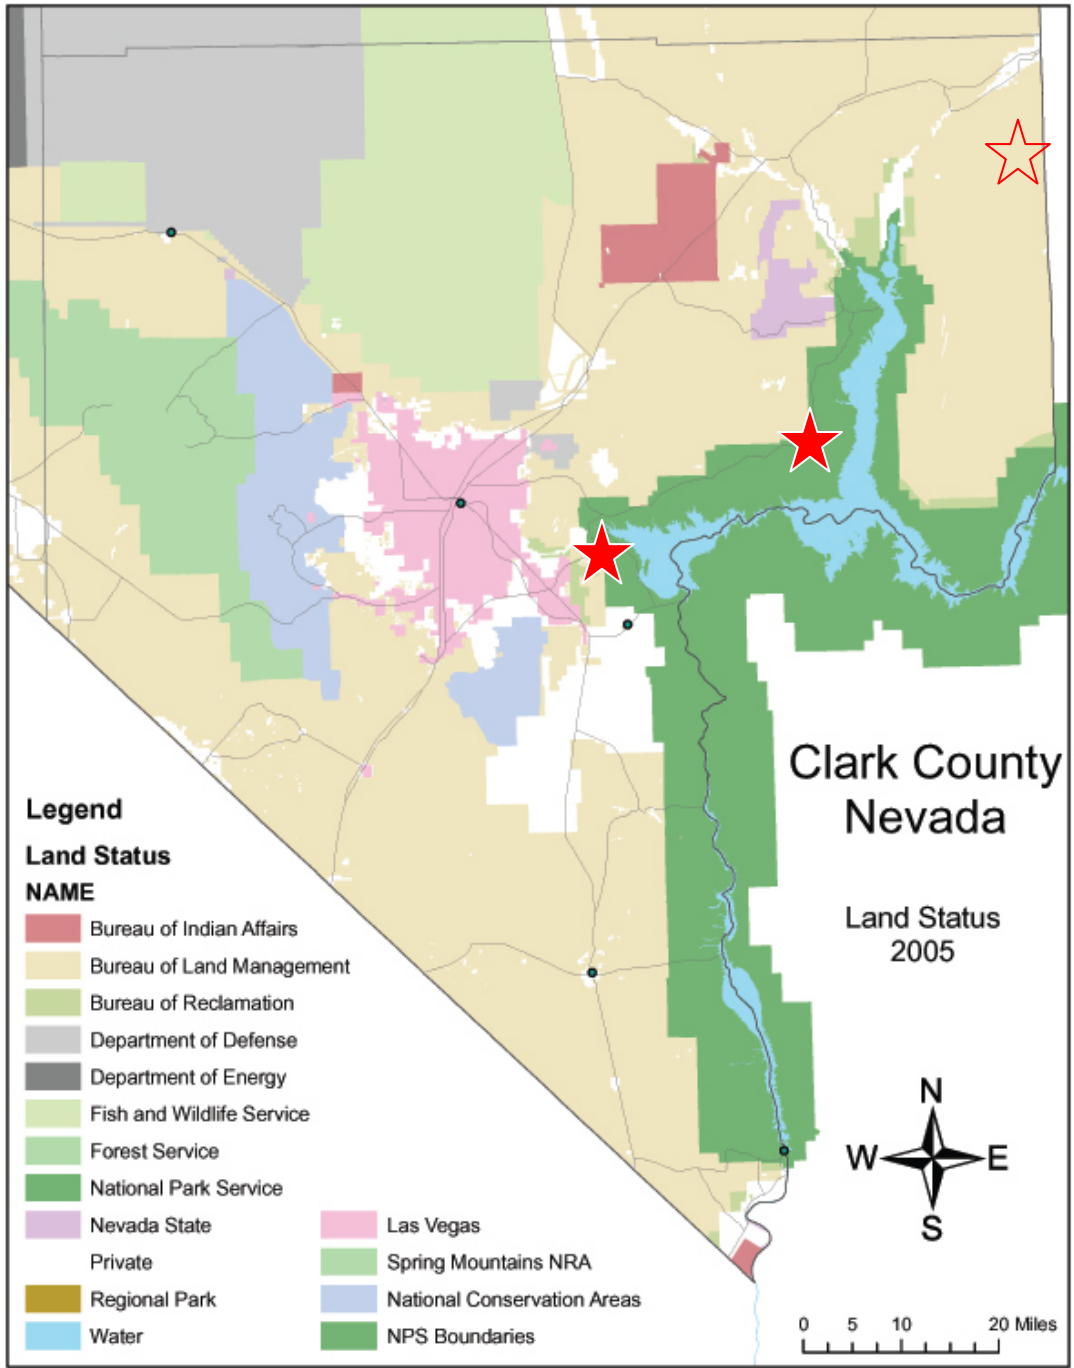 Clark County
Nevada
Land Status
2005
Legend
Land Status
NAME
Bureau of Indian Affairs
Bureau of Land Management
Bureau of Reclamation
Department of Defense
Department of Energy
Fish and Wildlife Service
Forest Service
National Park Service
Nevada State
Private
Regional Park
Water
Las Vegas
Spring Mountains NRA
National Conservation Areas
NPS Boundaries
N
W E
S
0 5 10 20 Miles